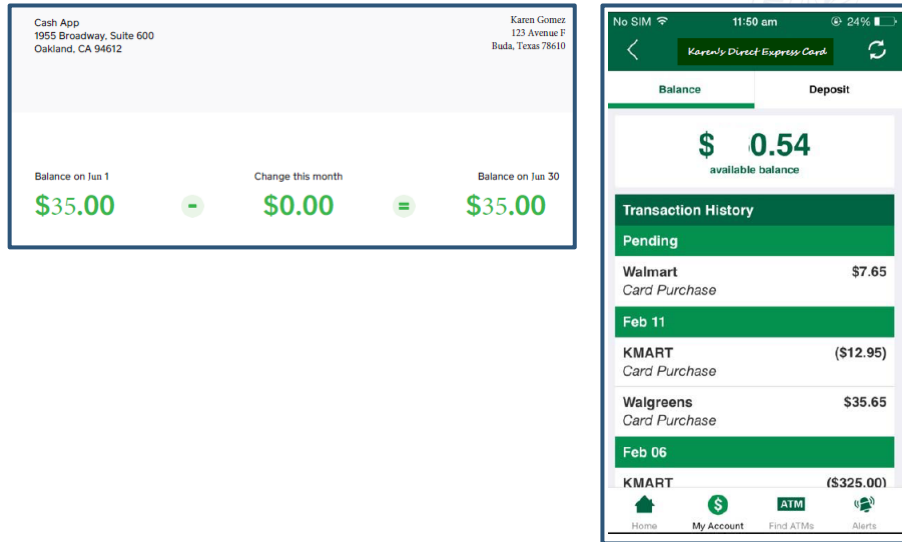 Cash App
1955 Broadway, Suite 600
Oakland, CA 94612
Karen Gomez
123 Avenue F
Buda, Texas 78610
Balance on Jun 1
Change this month
Balance on Jun 30
$35.00 - $0.00 = $35.00
No SIM 11:50 am 24%
Karen's Direct Express Card
Balance Deposit
$ 0.54
available balance
Transaction History
Pending
Walmart $7.65
Card Purchase
Feb 11
KMART ($12.95)
Card Purchase
Walgreens $35.65
Card Purchase
Feb 06
KMART ($325.00)
ATM
Home My Account Find ATMs Alerts